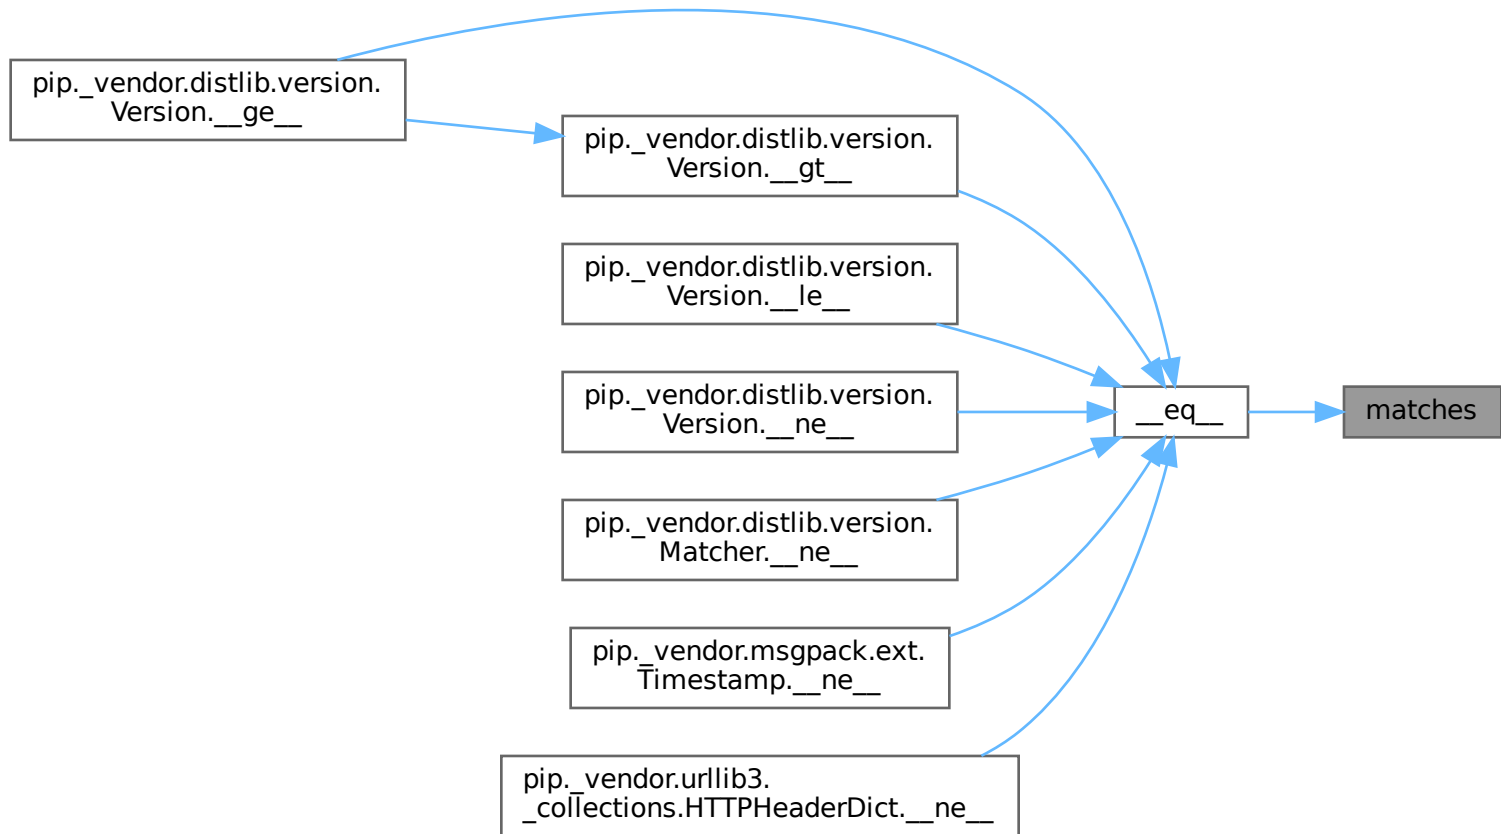 pip._vendor.distlib.version.
Version.__ge__
pip._vendor.distlib.version.
Version.__gt__
pip._vendor.distlib.version.
Version.__le__
pip._vendor.distlib.version.
Version.__ne__
__eq__
matches
pip._vendor.distlib.version.
Matcher.__ne__
pip._vendor.msgpack.ext.
Timestamp.__ne__
pip._vendor.urllib3.
_collections.HTTPHeaderDict.__ne__